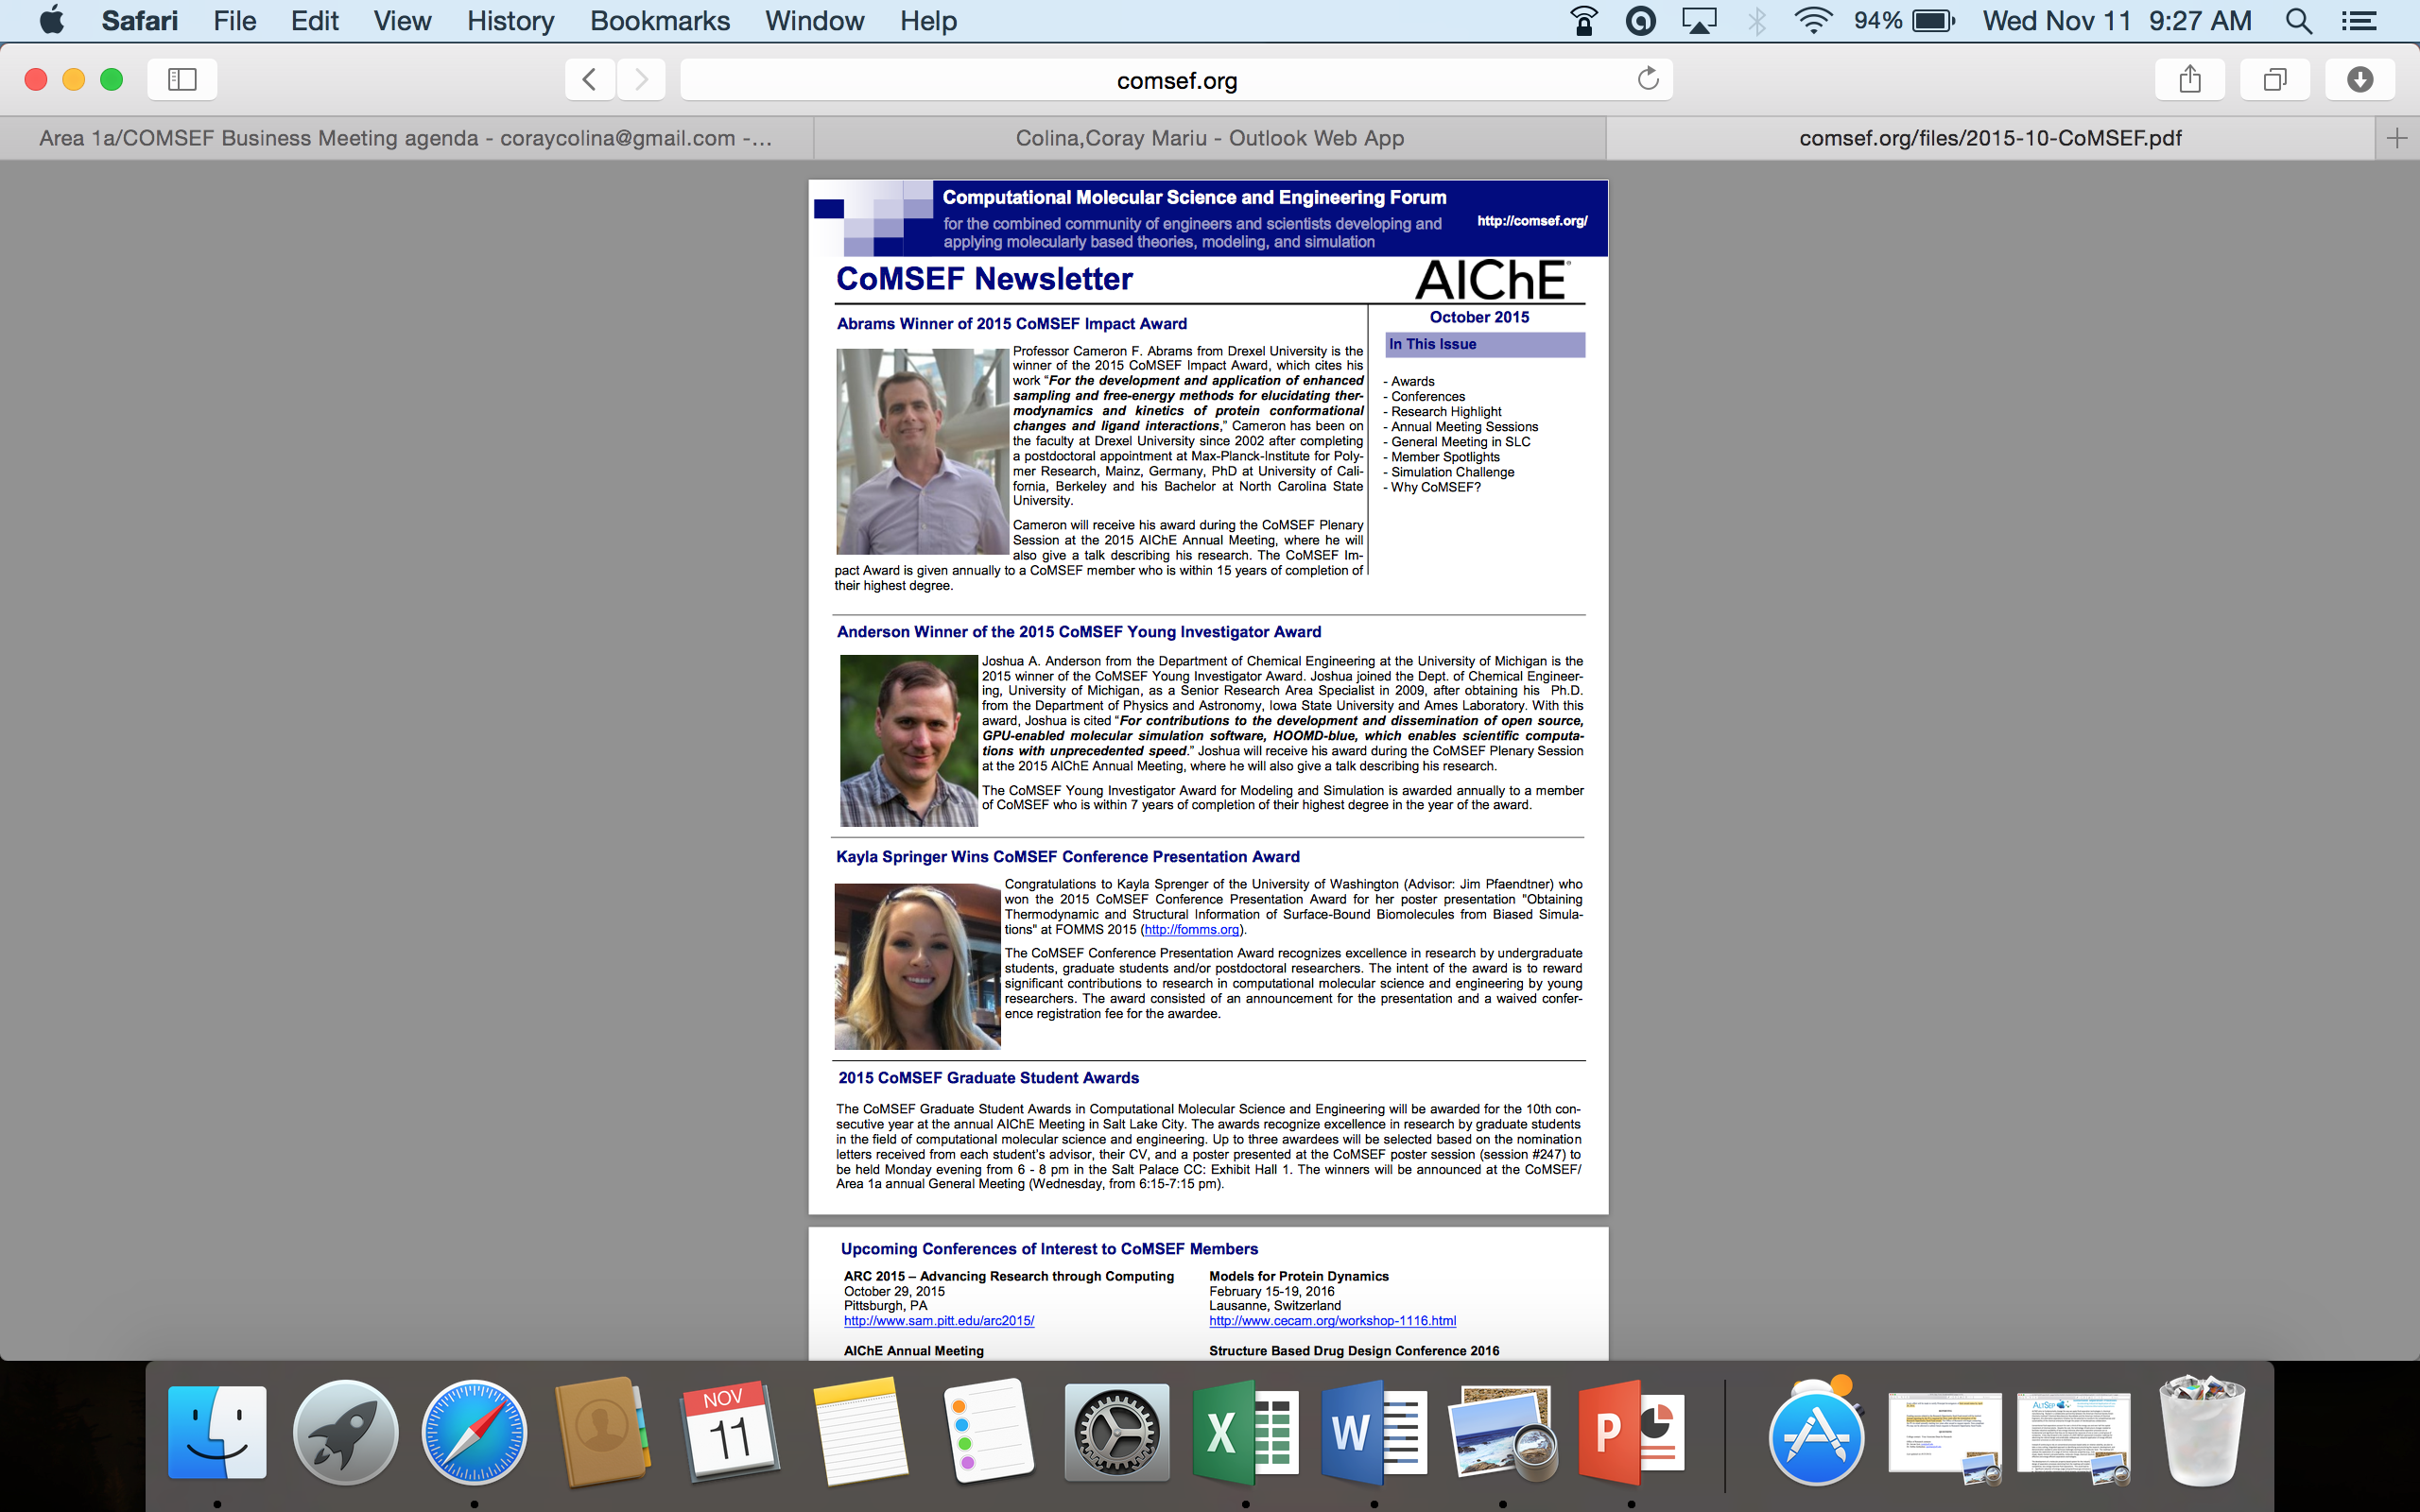 Safari File Edit View History Bookmarks Window Help 94% Wed Nov 11 9:27 AM
comsef.org
Area 1a/COMSEF Business Meeting agenda - coraycolina@gmail.com -...
Colina,Coray Mariu - Outlook Web App
comsef.org/files/2015-10-CoMSEF.pdf
Computational Molecular Science and Engineering Forum
for the combined community of engineers and scientists developing and
applying molecularly based theories, modeling, and simulation
http://comsef.org/
CoMSEF Newsletter
AIChE
Abrams Winner of 2015 CoMSEF Impact Award
Professor Cameron F. Abrams from Drexel University is the
winner of the 2015 CoMSEF Impact Award, which cites his
work “For the development and application of enhanced
sampling and free-energy methods for elucidating ther-
modynamics and kinetics of protein conformational
changes and ligand interactions,” Cameron has been on
the faculty at Drexel University since 2002 after completing
a postdoctoral appointment at Max-Planck-Institute for Poly-
mer Research, Mainz, Germany, PhD at University of Cali-
fornia, Berkeley and his Bachelor at North Carolina State
University.
Cameron will receive his award during the CoMSEF Plenary
Session at the 2015 AIChE Annual Meeting, where he will
also give a talk describing his research. The CoMSEF Im-
pact Award is given annually to a CoMSEF member who is within 15 years of completion of
their highest degree.
October 2015
In This Issue
- Awards
- Conferences
- Research Highlight
- Annual Meeting Sessions
- General Meeting in SLC
- Member Spotlights
- Simulation Challenge
- Why CoMSEF?
Anderson Winner of the 2015 CoMSEF Young Investigator Award
Joshua A. Anderson from the Department of Chemical Engineering at the University of Michigan is the
2015 winner of the CoMSEF Young Investigator Award. Joshua joined the Dept. of Chemical Engineer-
ing, University of Michigan, as a Senior Research Area Specialist in 2009, after obtaining his Ph.D.
from the Department of Physics and Astronomy, Iowa State University and Ames Laboratory. With this
award, Joshua is cited “For contributions to the development and dissemination of open source,
GPU-enabled molecular simulation software, HOOMD-blue, which enables scientific computa-
tions with unprecedented speed.” Joshua will receive his award during the CoMSEF Plenary Session
at the 2015 AIChE Annual Meeting, where he will also give a talk describing his research.
The CoMSEF Young Investigator Award for Modeling and Simulation is awarded annually to a member
of CoMSEF who is within 7 years of completion of their highest degree in the year of the award.
Kayla Springer Wins CoMSEF Conference Presentation Award
Congratulations to Kayla Sprenger of the University of Washington (Advisor: Jim Pfaendtner) who
won the 2015 CoMSEF Conference Presentation Award for her poster presentation "Obtaining
Thermodynamic and Structural Information of Surface-Bound Biomolecules from Biased Simula-
tions" at FOMMS 2015 (http://fomms.org).
The CoMSEF Conference Presentation Award recognizes excellence in research by undergraduate
students, graduate students and/or postdoctoral researchers. The intent of the award is to reward
significant contributions to research in computational molecular science and engineering by young
researchers. The award consisted of an announcement for the presentation and a waived confer-
ence registration fee for the awardee.
2015 CoMSEF Graduate Student Awards
The CoMSEF Graduate Student Awards in Computational Molecular Science and Engineering will be awarded for the 10th con-
secutive year at the annual AIChE Meeting in Salt Lake City. The awards recognize excellence in research by graduate students
in the field of computational molecular science and engineering. Up to three awardees will be selected based on the nomination
letters received from each student's advisor, their CV, and a poster presented at the CoMSEF poster session (session #247) to
be held Monday evening from 6 - 8 pm in the Salt Palace CC: Exhibit Hall 1. The winners will be announced at the CoMSEF/
Area 1a annual General Meeting (Wednesday, from 6:15-7:15 pm).
Upcoming Conferences of Interest to CoMSEF Members
ARC 2015 – Advancing Research through Computing
October 29, 2015
Pittsburgh, PA
http://www.sam.pitt.edu/arc2015/
AIChE Annual Meeting
Models for Protein Dynamics
February 15-19, 2016
Lausanne, Switzerland
http://www.cecam.org/workshop-1116.html
Structure Based Drug Design Conference 2016
NOV
11
X
W
P